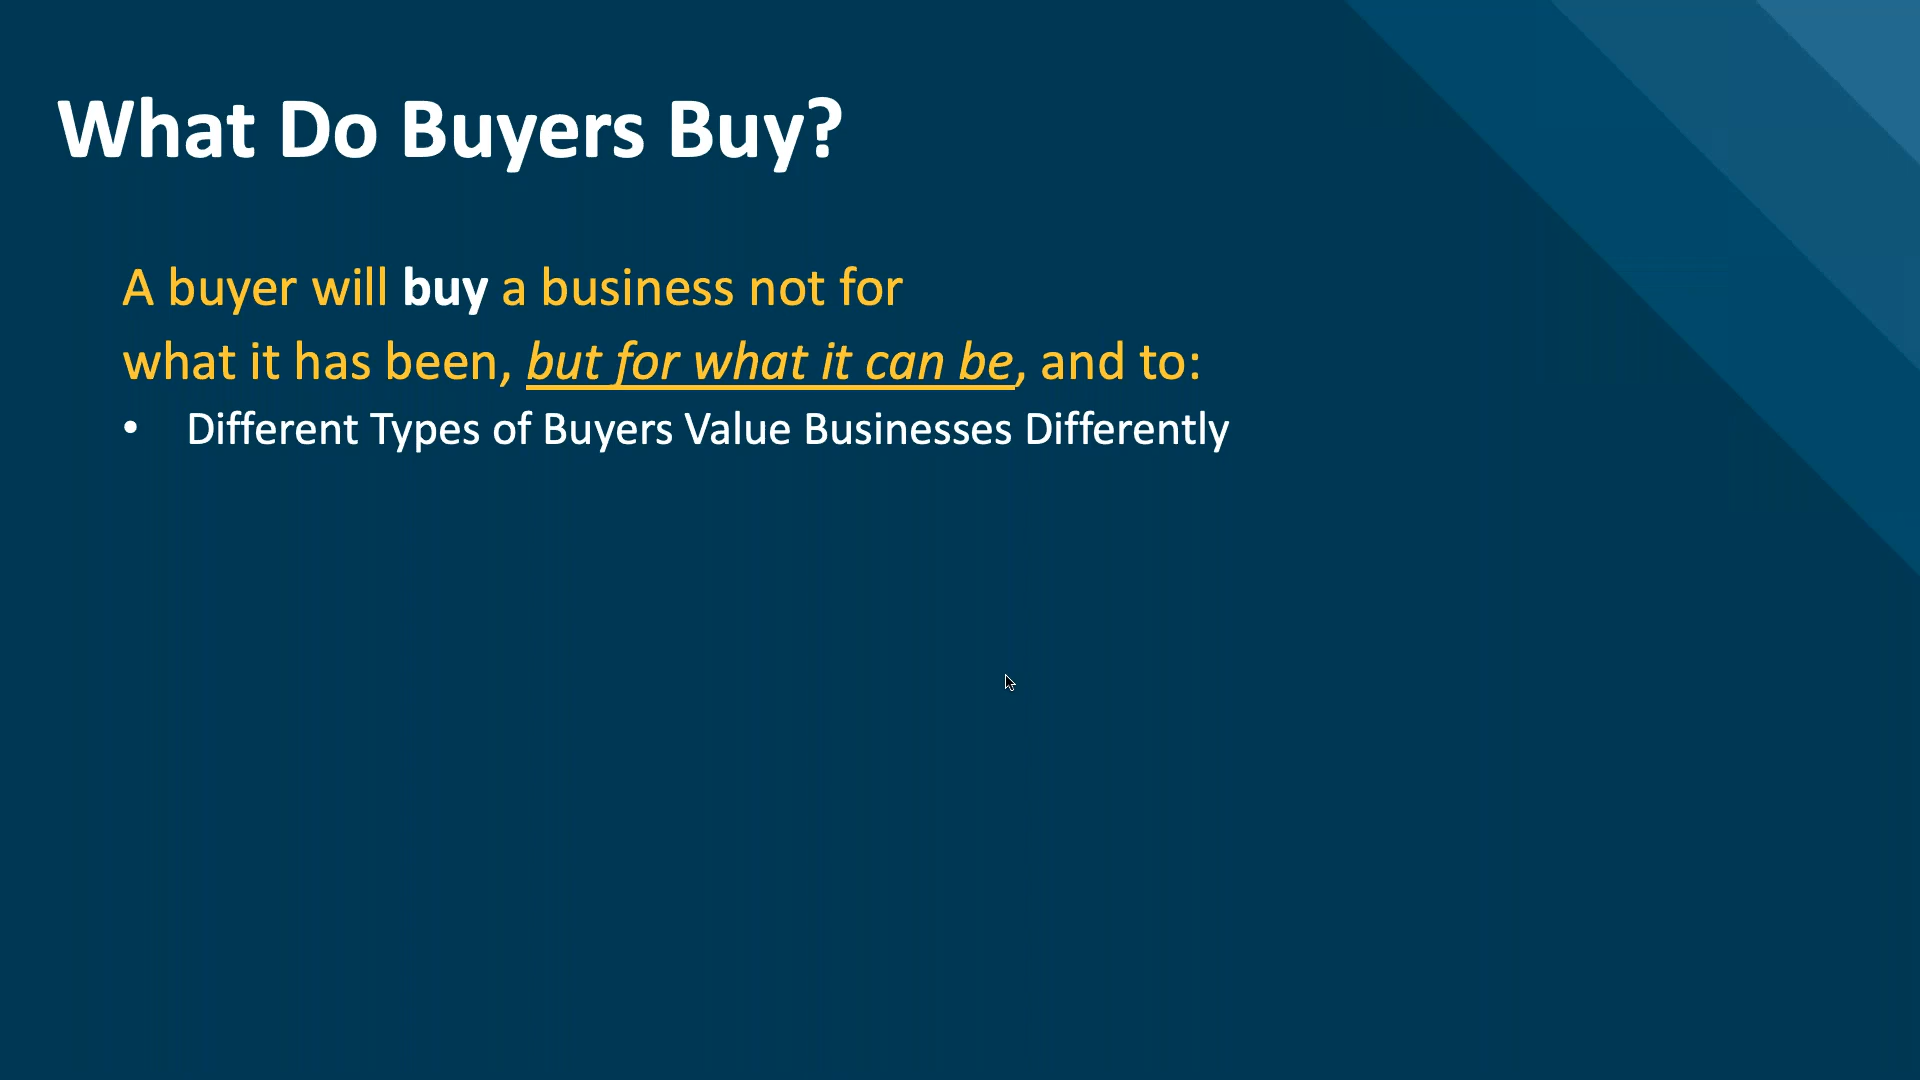 What Do Buyers Buy?
A buyer will buy a business not for
what it has been, but for what it can be, and to:
• Different Types of Buyers Value Businesses Differently